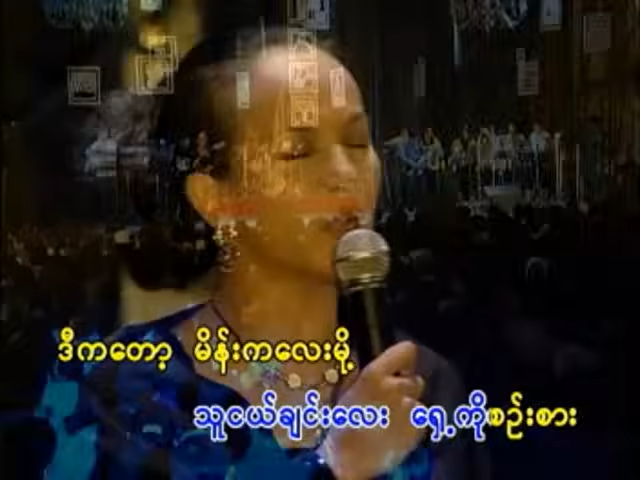 ဒီကတော့ မိန်းကလေးမို့
သူငယ်ချင်းလေး ရှေ့ကိုစဉ်းစား